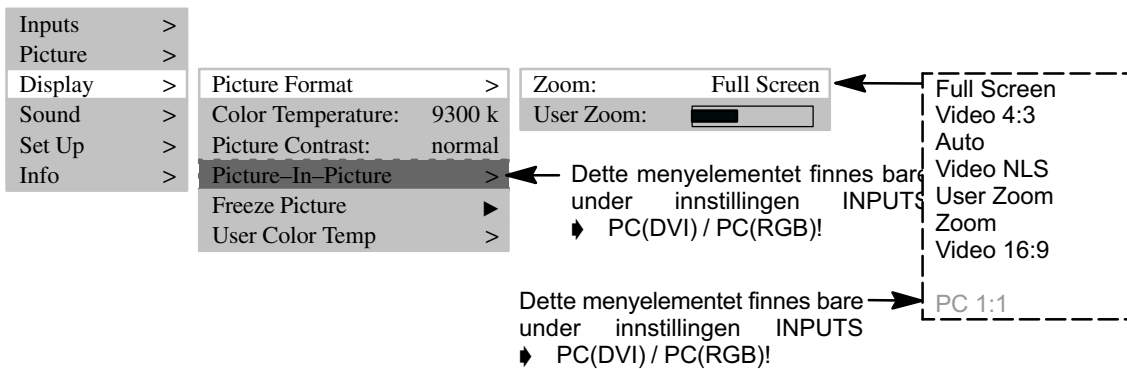 Inputs >
Picture >
Display >
Sound >
Set Up >
Info >
Picture Format >
Color Temperature: 9300 k
Picture Contrast: normal
Picture–In–Picture >
Freeze Picture ▶
User Color Temp >
Zoom: Full Screen
User Zoom:
Full Screen
Video 4:3
Auto
Video NLS
User Zoom
Zoom
Video 16:9
PC 1:1
Dette menyelementet finnes bare
under innstillingen INPUTS
➧ PC(DVI) / PC(RGB)!
Dette menyelementet finnes bare
under innstillingen INPUTS
➧ PC(DVI) / PC(RGB)!